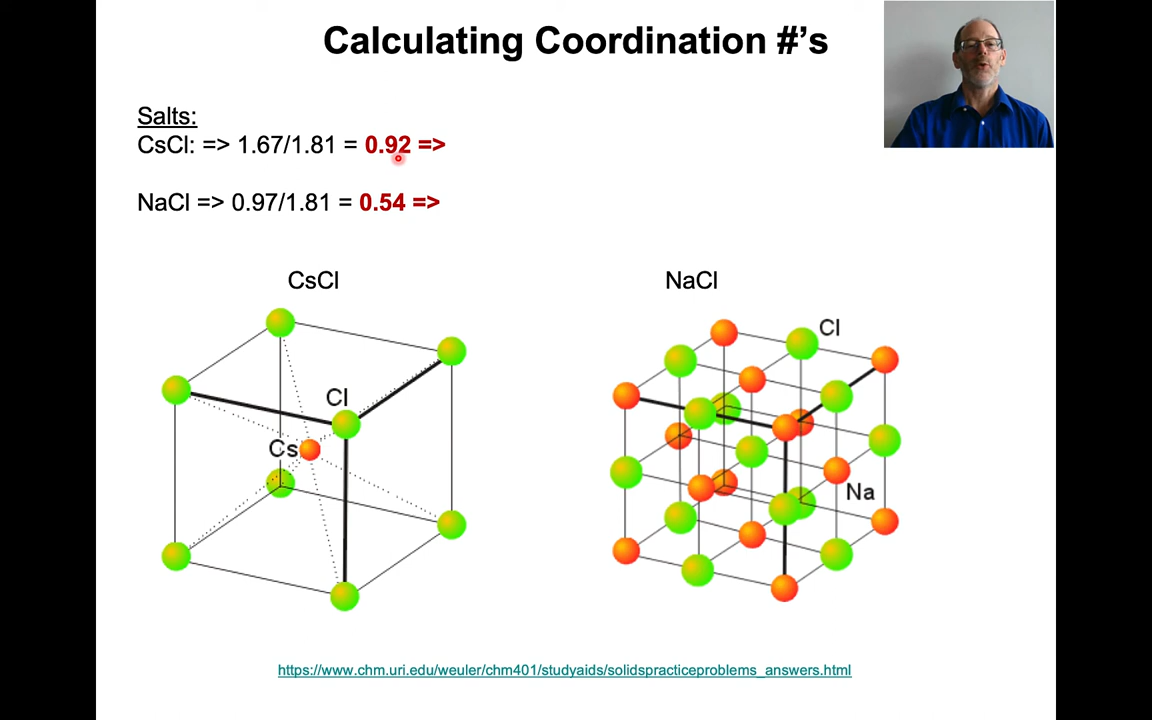 Calculating Coordination #'s
Salts:
CsCl: => 1.67/1.81 = 0.92 =>
NaCl => 0.97/1.81 = 0.54 =>
CsCl
NaCl
Cl
Cs
Cl
Na
https://www.chm.uri.edu/weuler/chm401/studyaids/solidspracticeproblems_answers.html